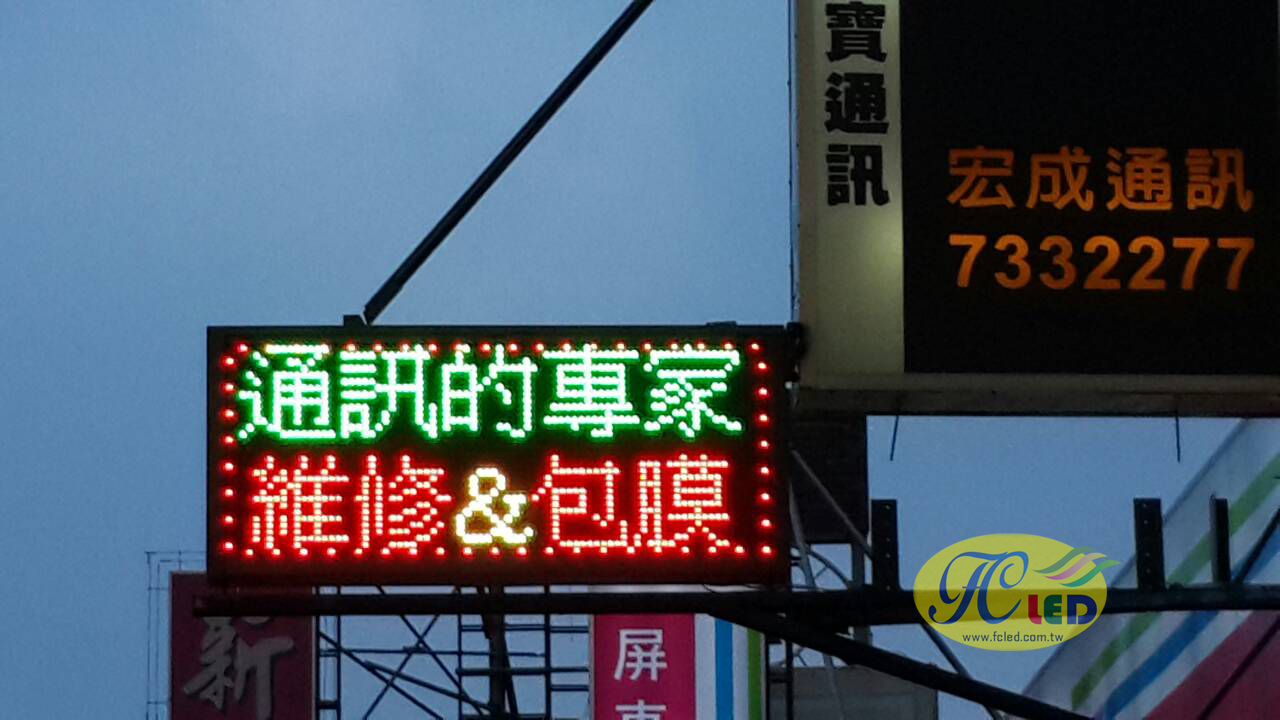 寶通訊
宏成通訊
7332277
通訊的專家
維修&包膜
FC LED
www.fcled.com.tw
新
屏東